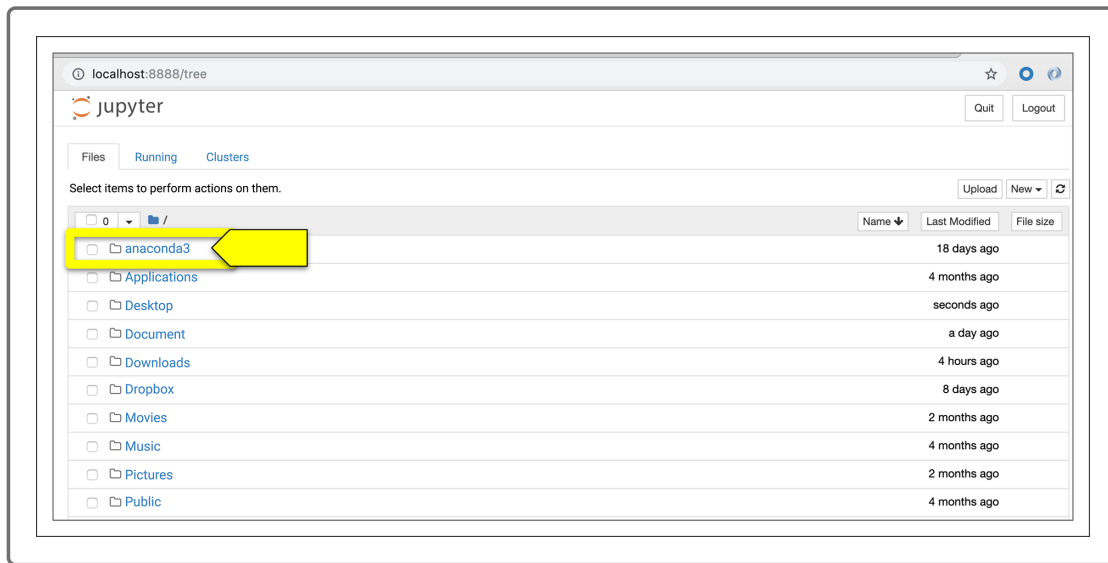 localhost:8888/tree
jupyter
Quit Logout
Files Running Clusters
Select items to perform actions on them.
Upload New
0 / Name Last Modified File size
anaconda3 18 days ago
Applications 4 months ago
Desktop seconds ago
Document a day ago
Downloads 4 hours ago
Dropbox 8 days ago
Movies 2 months ago
Music 4 months ago
Pictures 2 months ago
Public 4 months ago